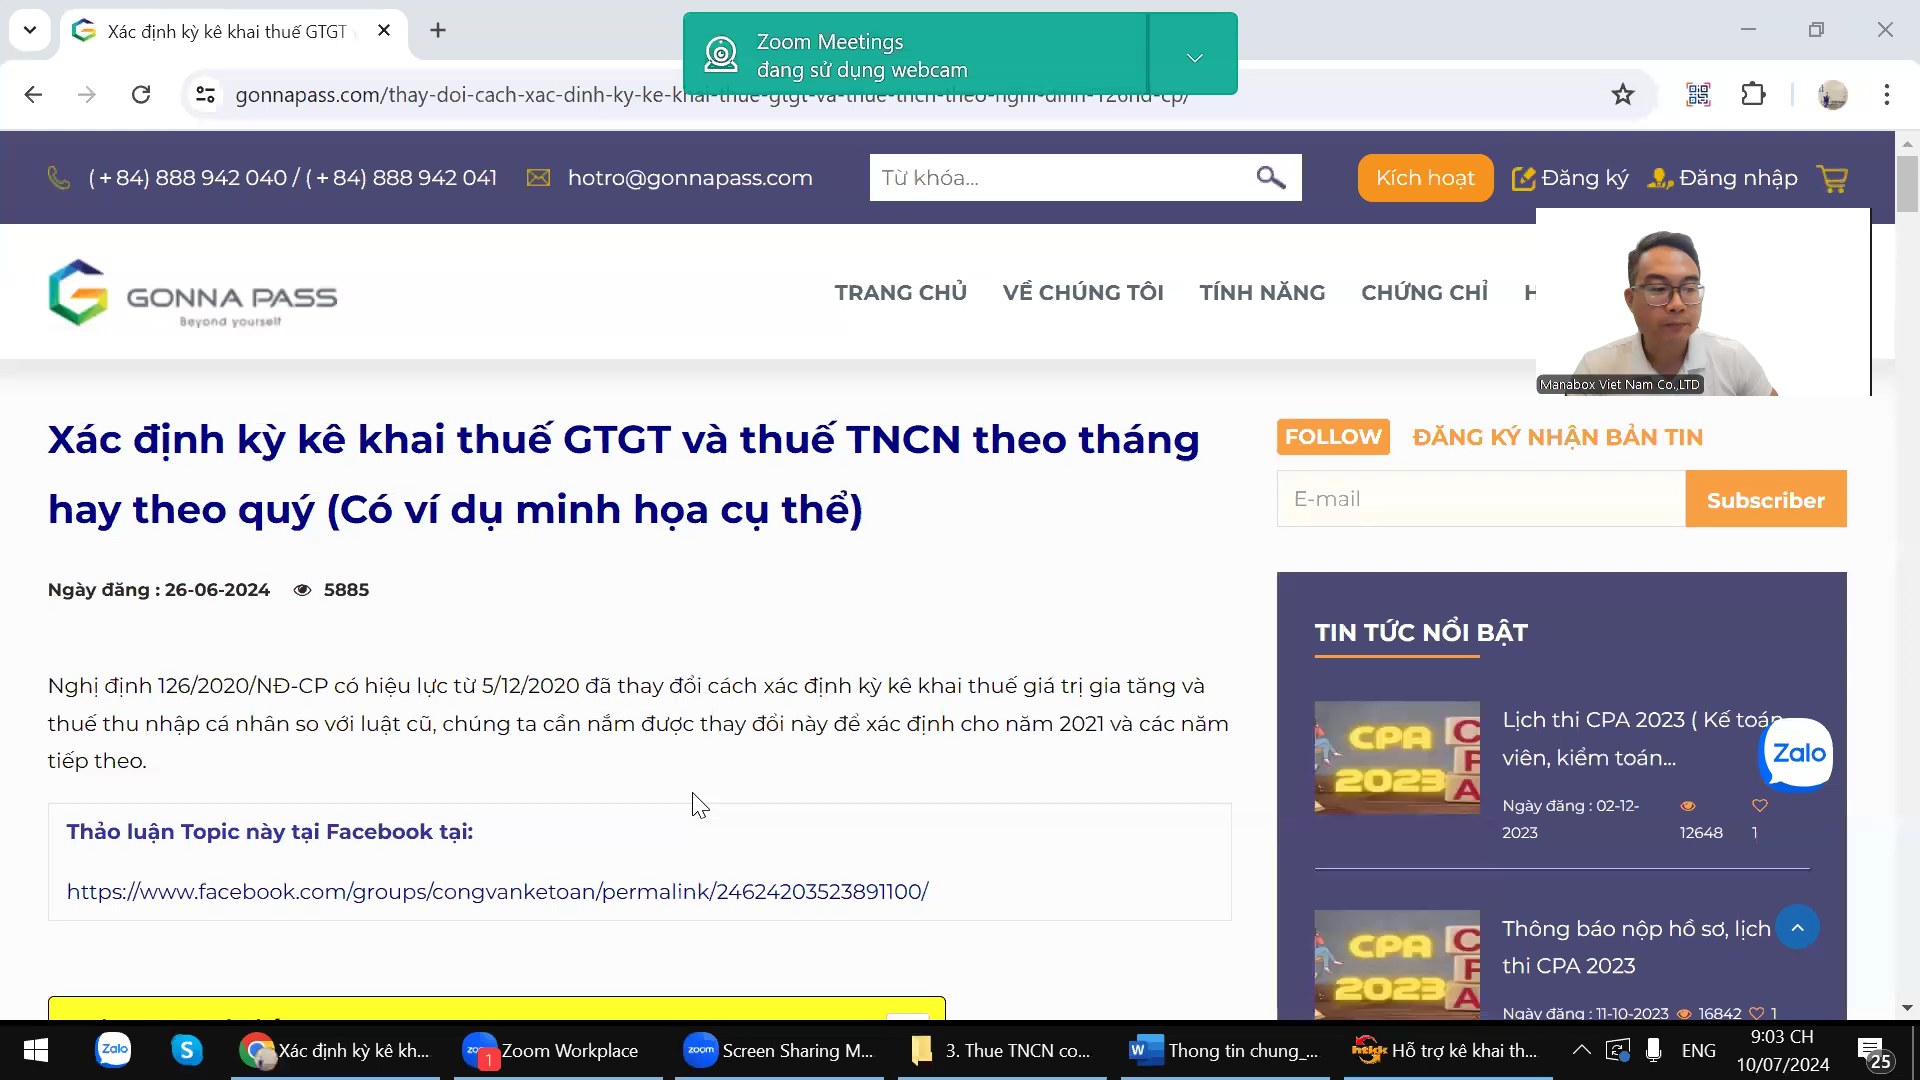 Xác định kỳ kê khai thuế GTGT
Zoom Meetings
đang sử dụng webcam
gonnapass.com/thay-doi-cach-xac-dinh-ky-ke-khai-thue-gtgt-va-thue-tncn-theo-nghi-dinh-126nd-cp/
(+84) 888 942 040 / (+84) 888 942 041
hotro@gonnapass.com
Từ khóa...
Kích hoạt
Đăng ký
Đăng nhập
GONNA PASS
Beyond yourself
TRANG CHỦ
VỀ CHÚNG TÔI
TÍNH NĂNG
CHỨNG CHỈ
H
Manabox Viet Nam Co.,LTD
Xác định kỳ kê khai thuế GTGT và thuế TNCN theo tháng
hay theo quý (Có ví dụ minh họa cụ thể)
Ngày đăng : 26-06-2024
5885
Nghị định 126/2020/NĐ-CP có hiệu lực từ 5/12/2020 đã thay đổi cách xác định kỳ kê khai thuế giá trị gia tăng và
thuế thu nhập cá nhân so với luật cũ, chúng ta cần nắm được thay đổi này để xác định cho năm 2021 và các năm
tiếp theo.
Thảo luận Topic này tại Facebook tại:
https://www.facebook.com/groups/congvanketoan/permalink/24624203523891100/
FOLLOW
ĐĂNG KÝ NHẬN BẢN TIN
E-mail
Subscriber
TIN TỨC NỔI BẬT
CPA
2023
Lịch thi CPA 2023 ( Kế toán
viên, kiểm toán...
Ngày đăng : 02-12-
2023
12648
1
Zalo
CPA
2023
Thông báo nộp hồ sơ, lịch
thi CPA 2023
Ngày đăng : 11-10-2023
16842
1
Zalo
S
Xác định kỳ kê kh...
1
Zoom Workplace
zoom
Screen Sharing M...
3. Thue TNCN co...
Thong tin chung_...
htkk
Hỗ trợ kê khai th...
ENG
9:03 CH
10/07/2024
25